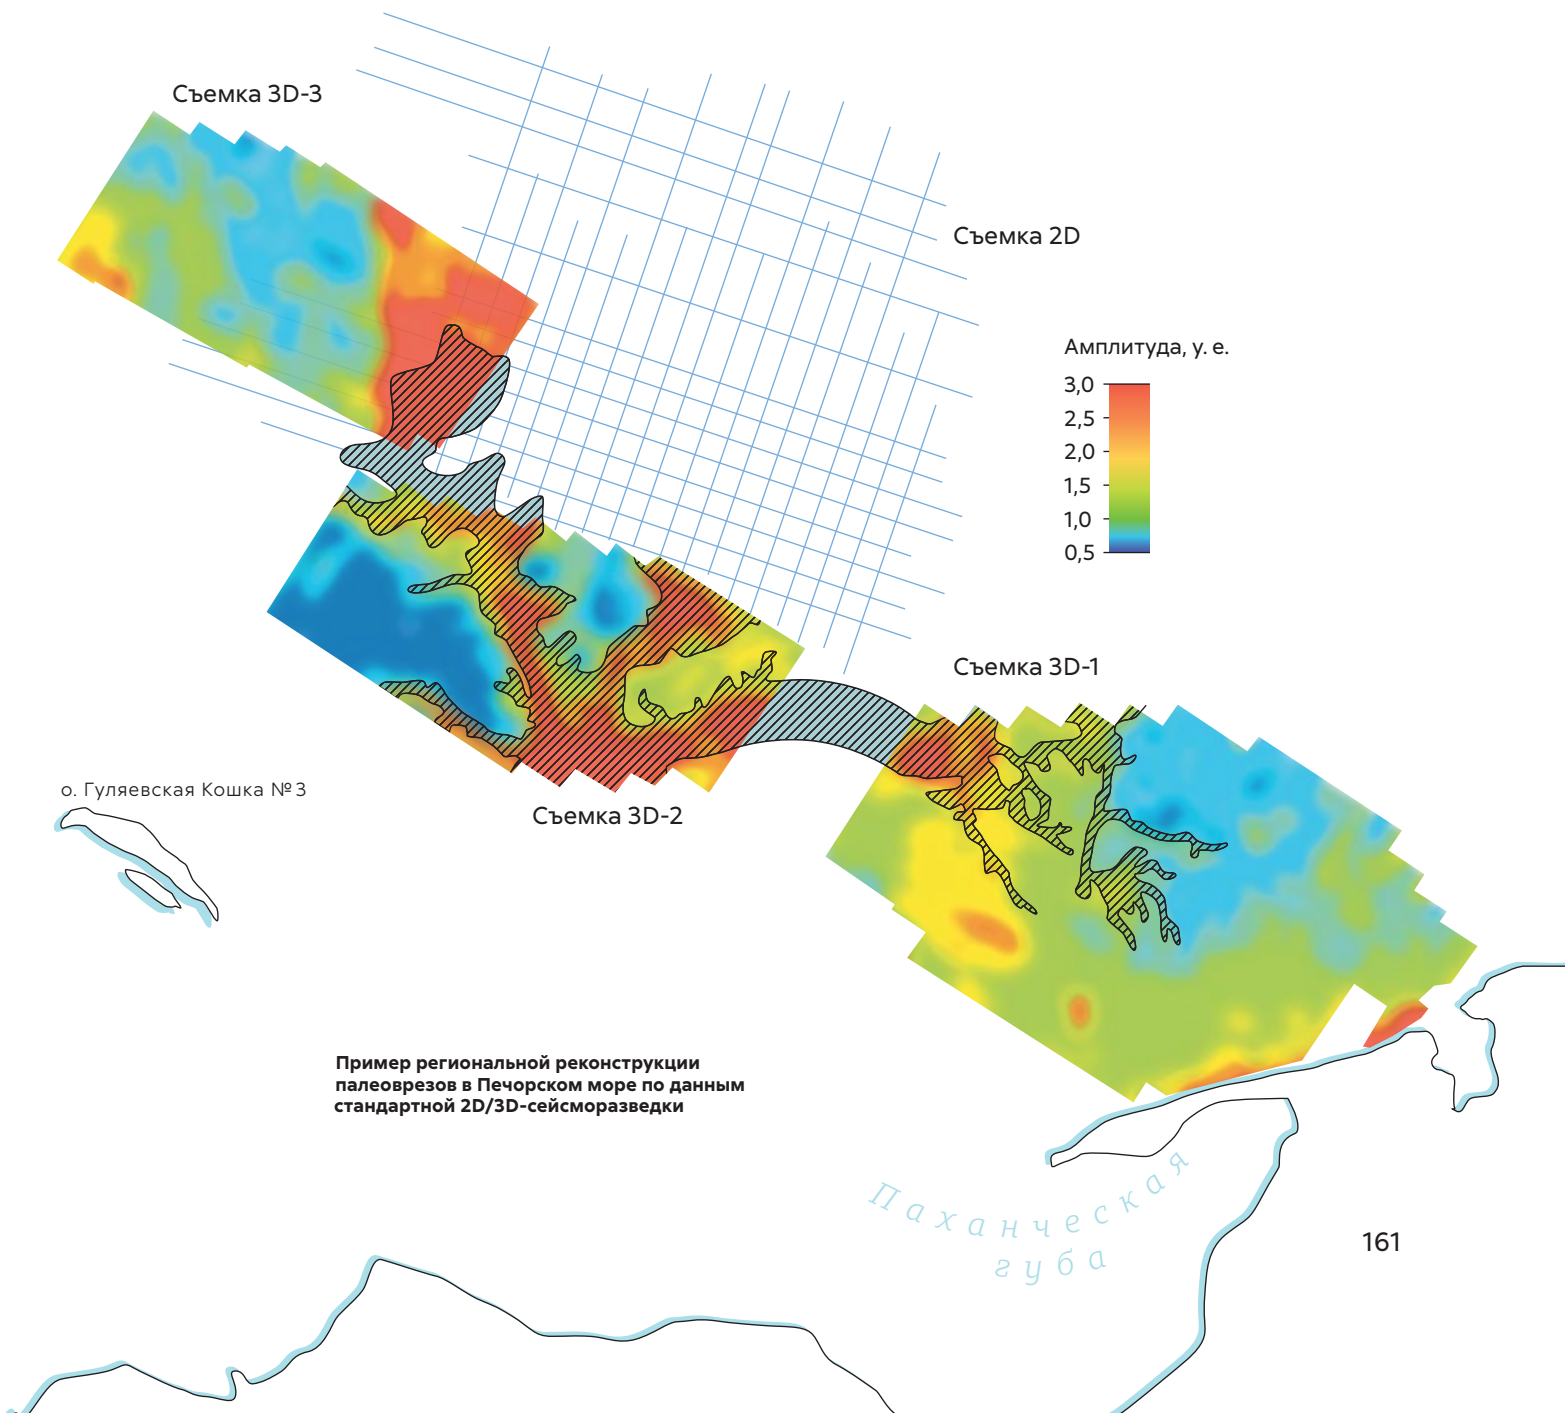 Съемка 3D-3
Съемка 2D
Амплитуда, у. е.
3,0
2,5
2,0
1,5
1,0
0,5
Съемка 3D-1
о. Гуляевская Кошка № 3
Съемка 3D-2
Пример региональной реконструкции
палеоврезов в Печорском море по данным
стандартной 2D/3D-сейсморазведки
Паханческая
губа
161